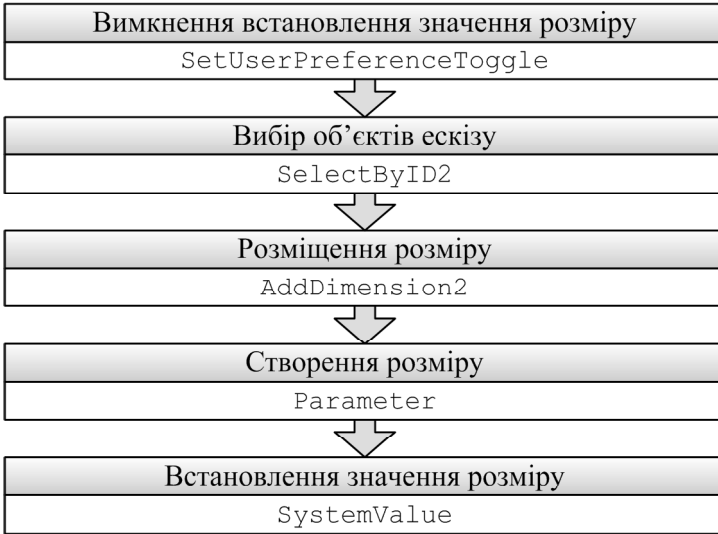 Вимкнення встановлення значення розміру
SetUserPreferenceToggle
Вибір об’єктів ескізу
SelectByID2
Розміщення розміру
AddDimension2
Створення розміру
Parameter
Встановлення значення розміру
SystemValue